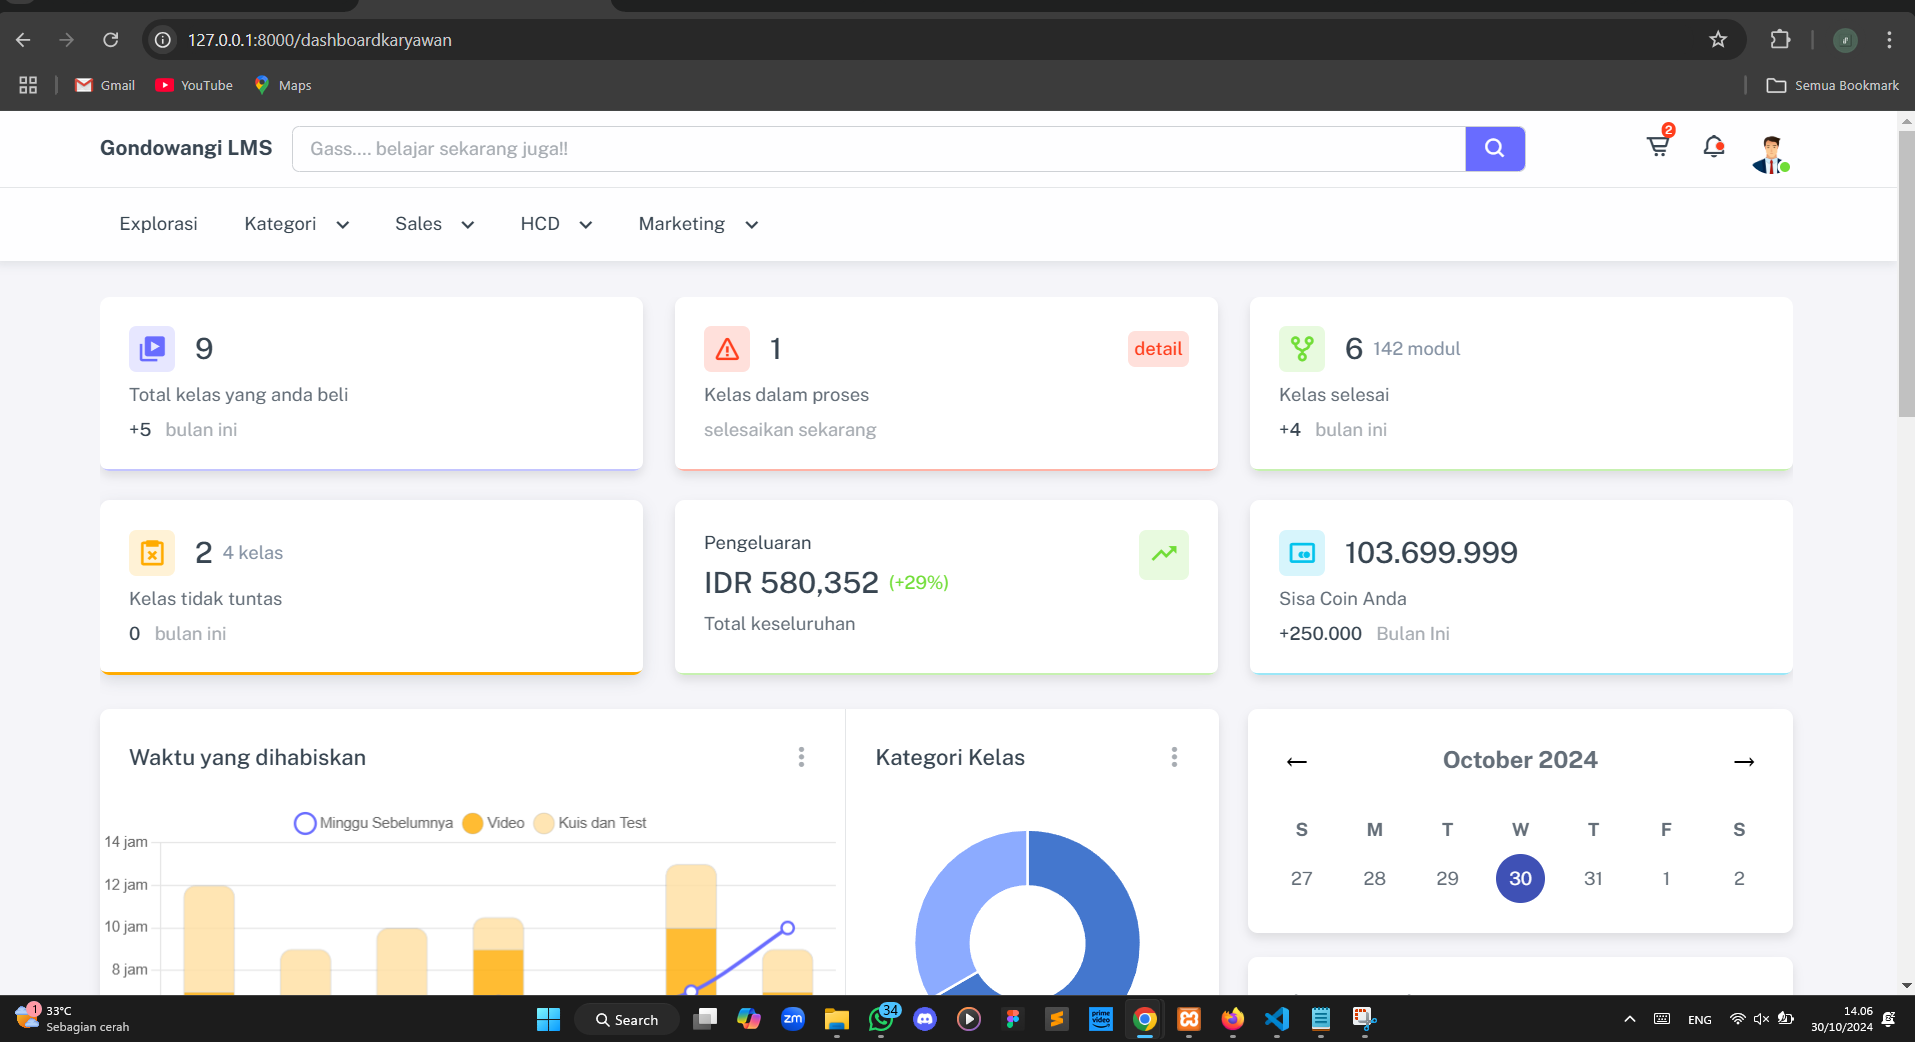 127.0.0.1:8000/dashboardkaryawan
Gmail YouTube Maps Semua Bookmark
Gondowangi LMS Gass.... belajar sekarang juga!! 2
Explorasi Kategori Sales HCD Marketing
9
Total kelas yang anda beli
+5 bulan ini
1 detail
Kelas dalam proses
selesaikan sekarang
6 142 modul
Kelas selesai
+4 bulan ini
2 4 kelas
Kelas tidak tuntas
0 bulan ini
Pengeluaran
IDR 580,352 (+29%)
Total keseluruhan
103.699.999
Sisa Coin Anda
+250.000 Bulan Ini
Waktu yang dihabiskan
Minggu Sebelumnya Video Kuis dan Test
14 jam
12 jam
10 jam
8 jam
Kategori Kelas
October 2024
S M T W T F S
27 28 29 30 31 1 2
1
33°C
Sebagian cerah
Search
zm
34
prime
video
ENG
14.06
30/10/2024